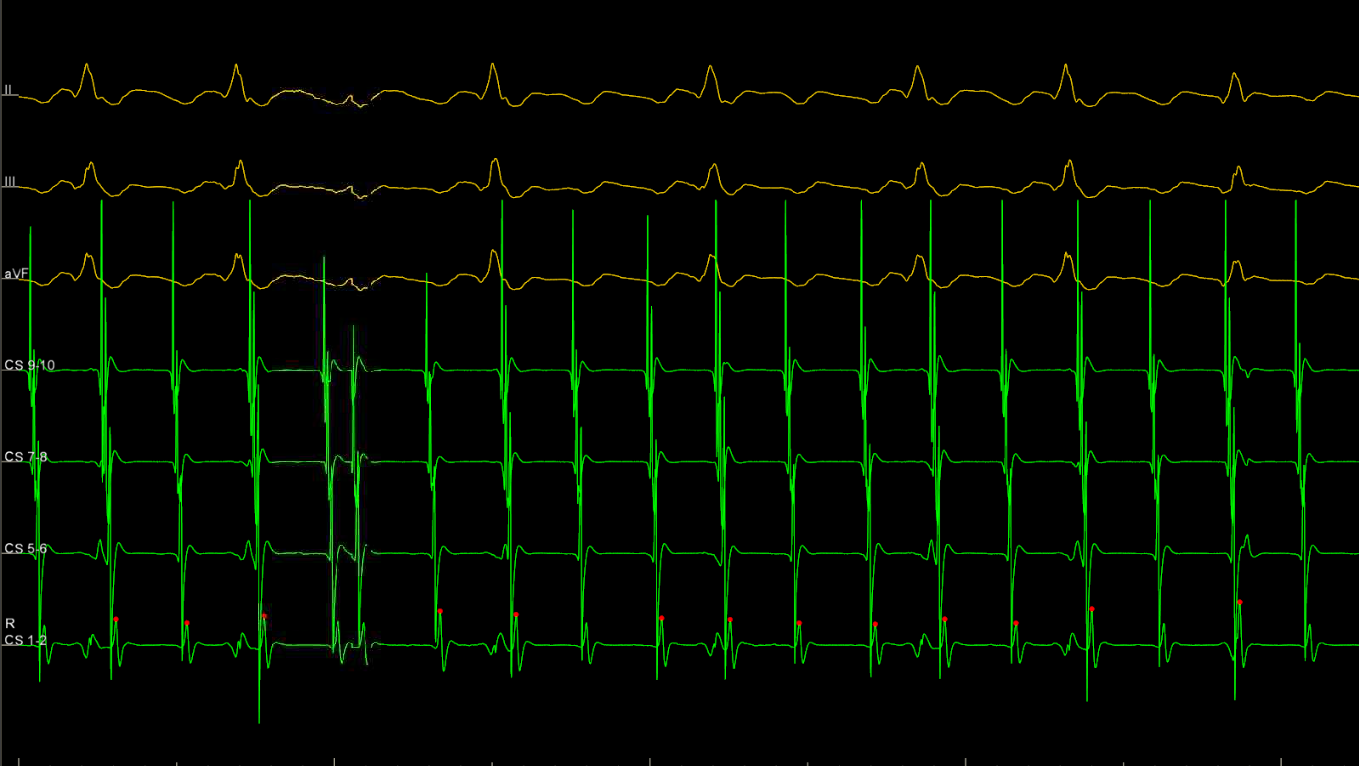 II
III
aVF
CS 9-10
CS 7-8
CS 5-6
R
CS 1-2